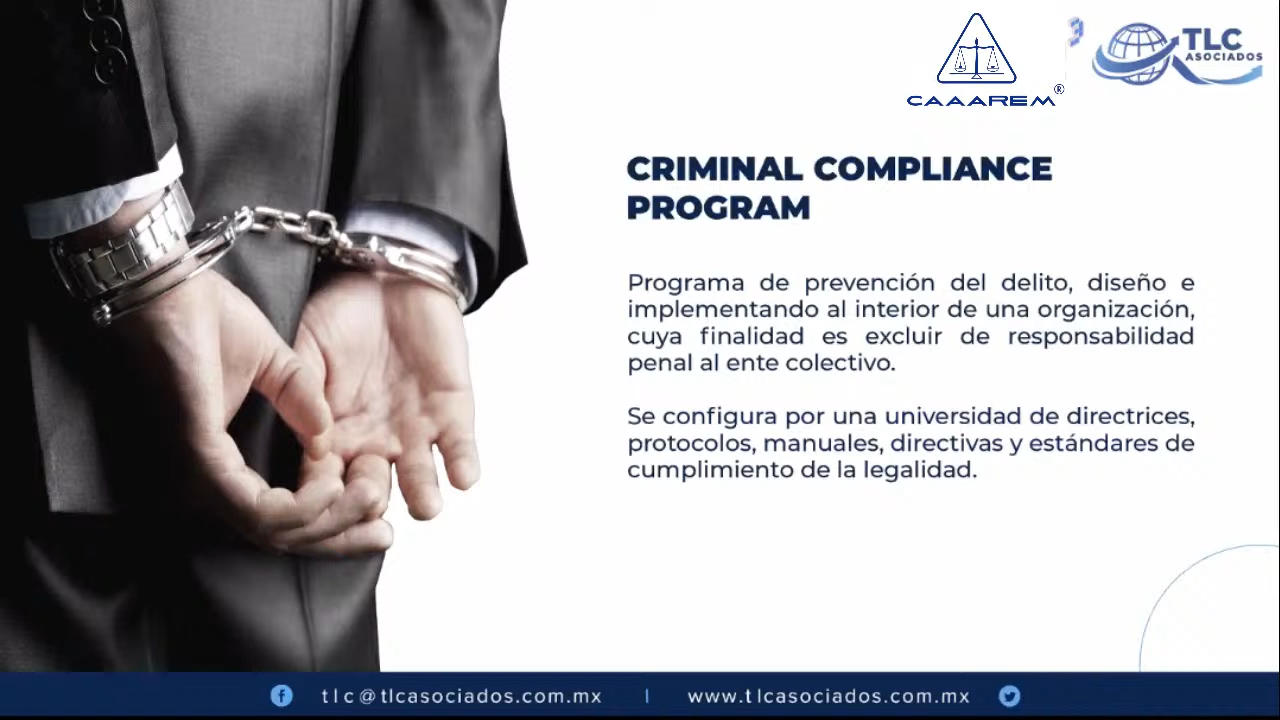 CAAAREM®
TLC
ASOCIADOS
CRIMINAL COMPLIANCE
PROGRAM
Programa de prevención del delito, diseño e
implementando al interior de una organización,
cuya finalidad es excluir de responsabilidad
penal al ente colectivo.
Se configura por una universidad de directrices,
protocolos, manuales, directivas y estándares de
cumplimiento de la legalidad.
tlc@tlcasociados.com.mx | www.tlcasociados.com.mx